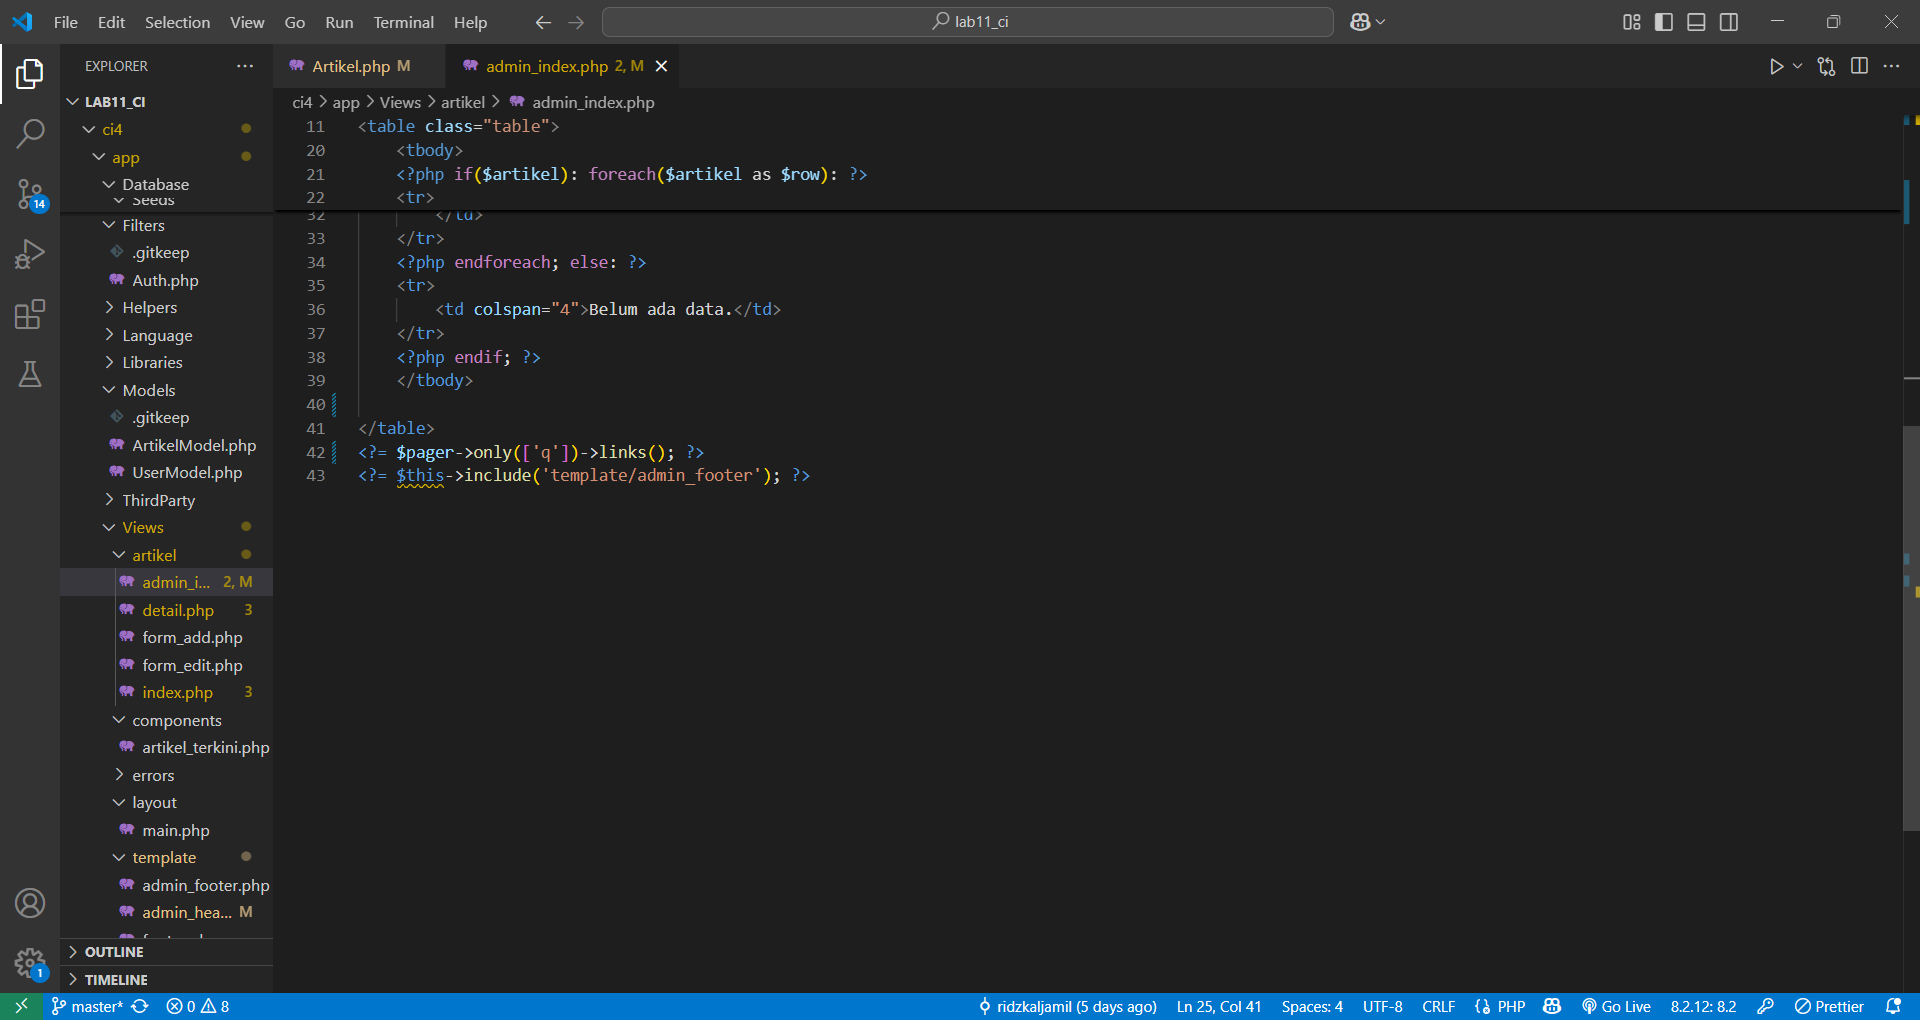 File Edit Selection View Go Run Terminal Help
lab11_ci
EXPLORER
Artikel.php M
admin_index.php 2, M
LAB11_CI
ci4 > app > Views > artikel > admin_index.php
ci4
app
Database
Seeds
Filters
.gitkeep
Auth.php
Helpers
Language
Libraries
Models
.gitkeep
ArtikelModel.php
UserModel.php
ThirdParty
Views
artikel
admin_i... 2, M
detail.php 3
form_add.php
form_edit.php
index.php 3
components
artikel_terkini.php
errors
layout
main.php
template
admin_footer.php
admin_hea... M
OUTLINE
TIMELINE
14
1
11 <table class="table">
20 <tbody>
21 <?php if($artikel): foreach($artikel as $row): ?>
22 <tr>
32 </td>
33 </tr>
34 <?php endforeach; else: ?>
35 <tr>
36 <td colspan="4">Belum ada data.</td>
37 </tr>
38 <?php endif; ?>
39 </tbody>
40
41 </table>
42 <?= $pager->only(['q'])->links(); ?>
43 <?= $this->include('template/admin_footer'); ?>
master* 0 8 ridzkaljamil (5 days ago) Ln 25, Col 41 Spaces: 4 UTF-8 CRLF PHP Go Live 8.2.12: 8.2 Prettier